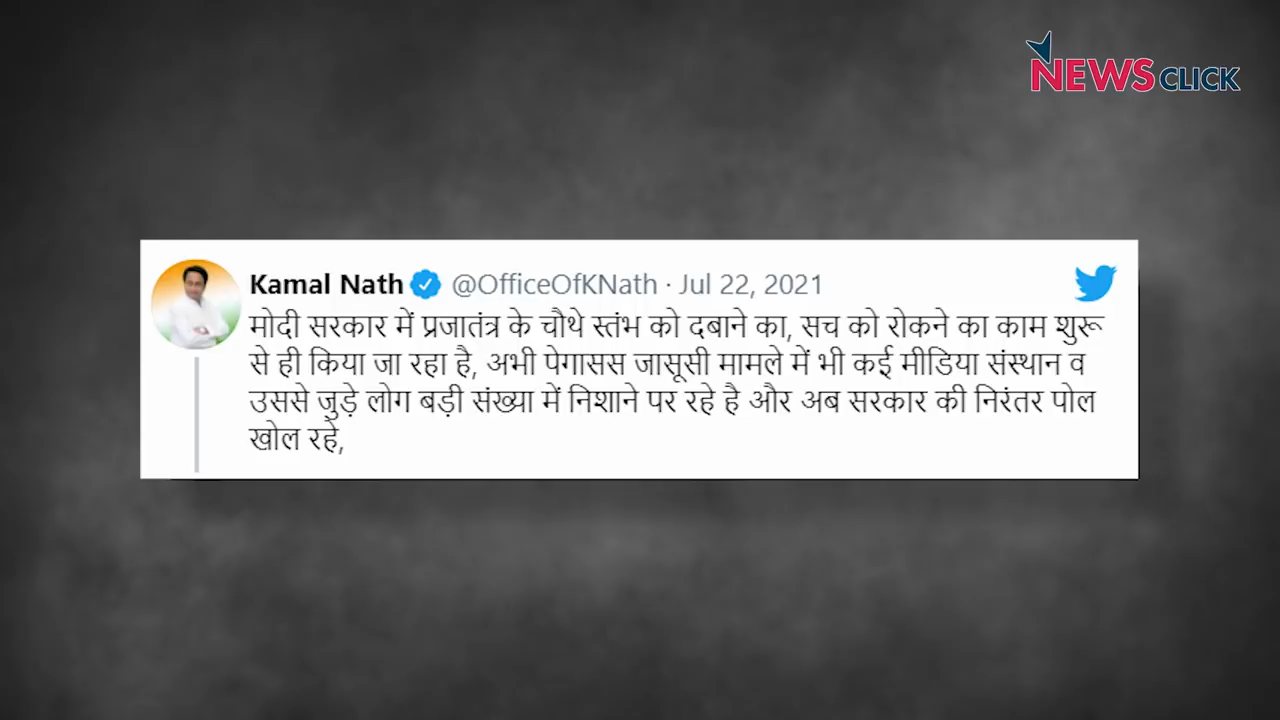 NEWSCLICK
Kamal Nath @OfficeOfKNath · Jul 22, 2021
मोदी सरकार में प्रजातंत्र के चौथे स्तंभ को दबाने का, सच को रोकने का काम शुरू
से ही किया जा रहा है, अभी पेगासस जासूसी मामले में भी कई मीडिया संस्थान व
उससे जुड़े लोग बड़ी संख्या में निशाने पर रहे है और अब सरकार की निरंतर पोल
खोल रहे,